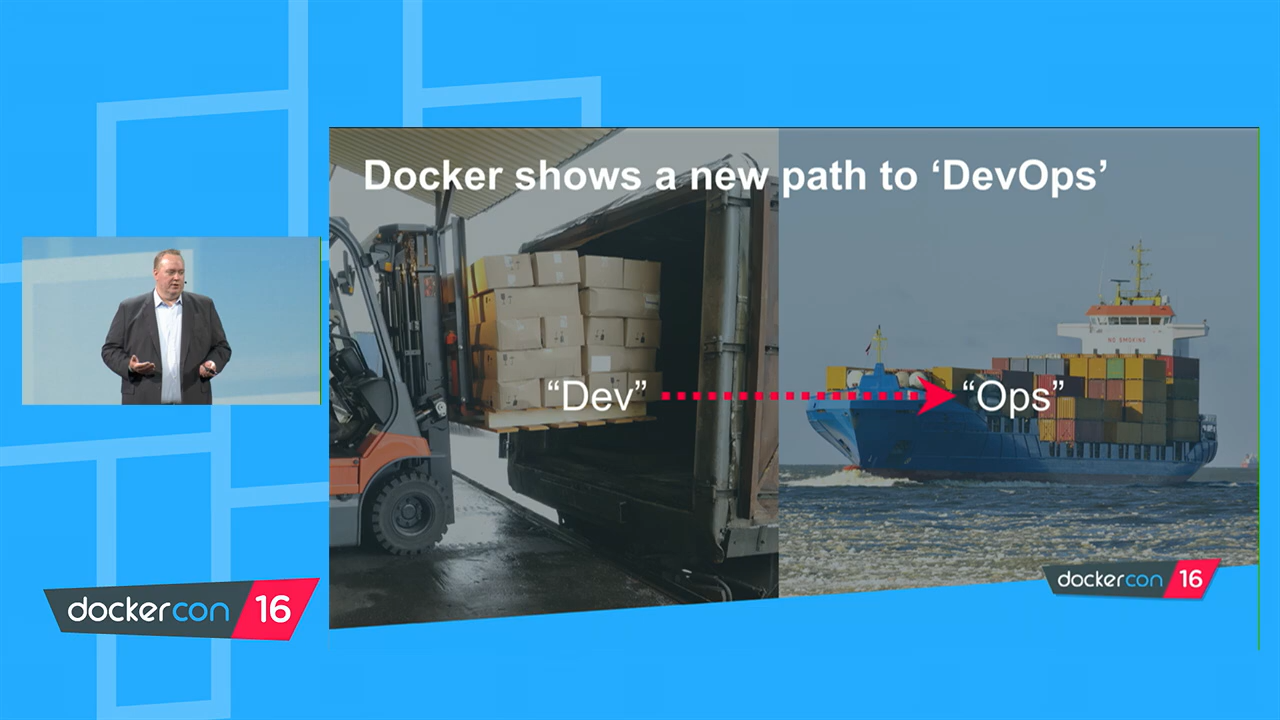 Docker shows a new path to ‘DevOps’
NO SMOKING
“Dev”
“Ops”
dockercon 16
dockercon 16